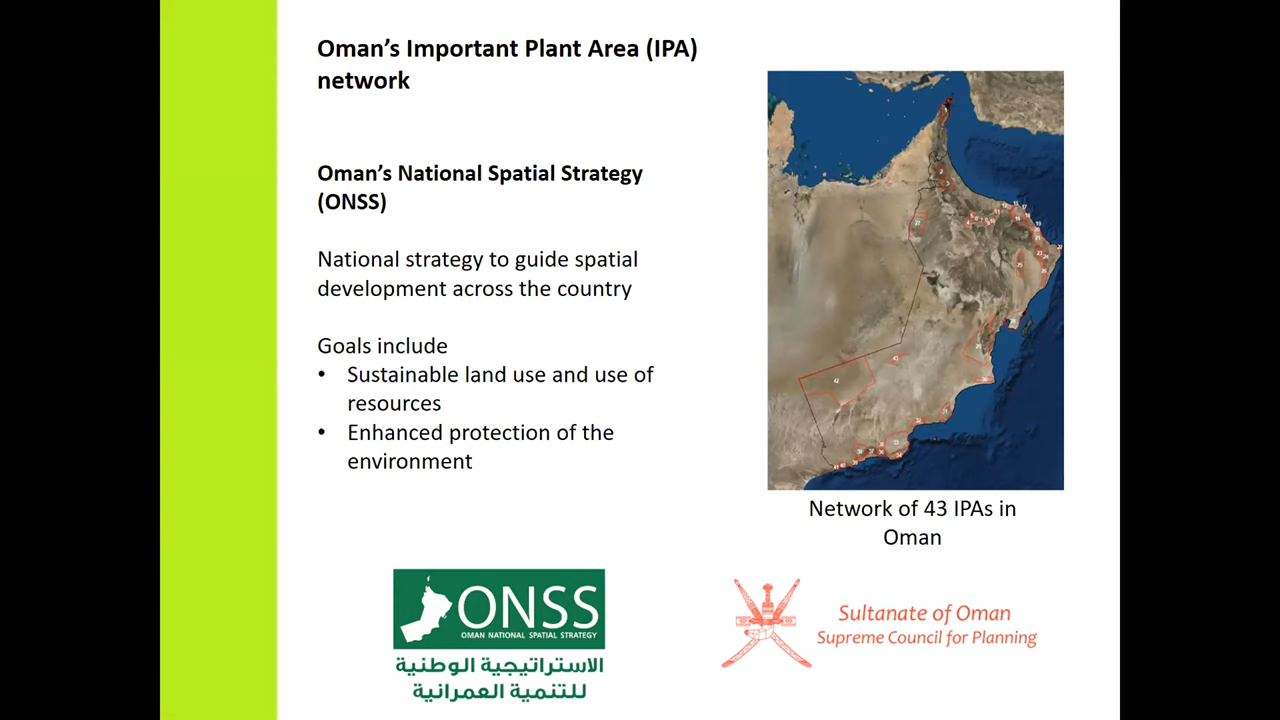 Oman's Important Plant Area (IPA)
network
Oman's National Spatial Strategy
(ONSS)
National strategy to guide spatial
development across the country
Goals include
• Sustainable land use and use of
resources
• Enhanced protection of the
environment
Network of 43 IPAs in
Oman
ONSS
OMAN NATIONAL SPATIAL STRATEGY
الاستراتيجية الوطنية
للتنمية العمرانية
Sultanate of Oman
Supreme Council for Planning